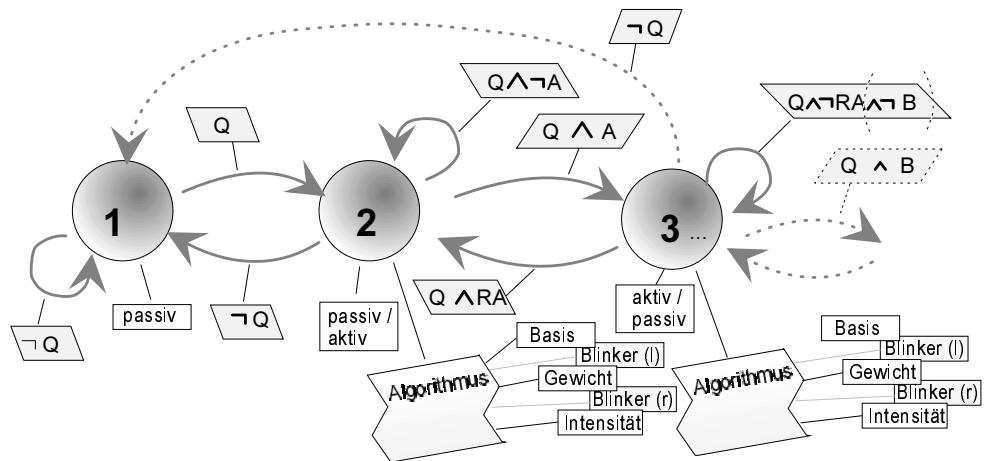 ¬ Q
Q ∧ ¬ A
Q
Q ∧ A
Q ∧ ¬ RA ∧ ¬ B
Q ∧ B
1
2
3 ...
¬ Q
passiv
¬ Q
passiv /
aktiv
Q ∧ RA
aktiv /
passiv
Algorithmus
Basis
Blinker (l)
Gewicht
Blinker (r)
Intensität
Algorithmus
Basis
Blinker (l)
Gewicht
Blinker (r)
Intensität